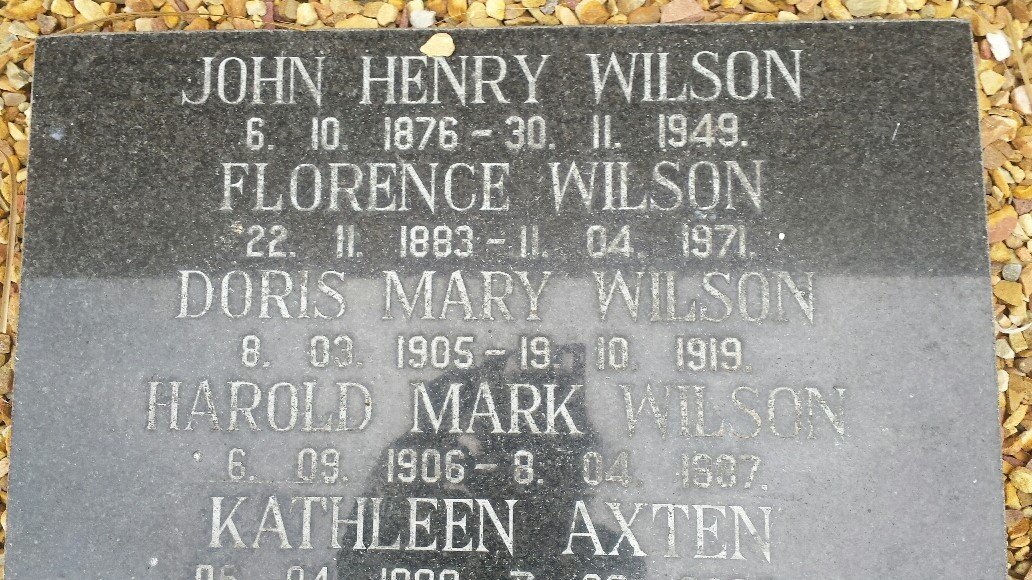 JOHN HENRY WILSON
6. 10. 1876 – 30. 11. 1949.
FLORENCE WILSON
22. 11. 1883 – 11. 04. 1971.
DORIS MARY WILSON
8. 03. 1905 – 19. 10. 1919.
HAROLD MARK WILSON
6. 09. 1906 – 8. 04. 1907.
KATHLEEN AXTEN